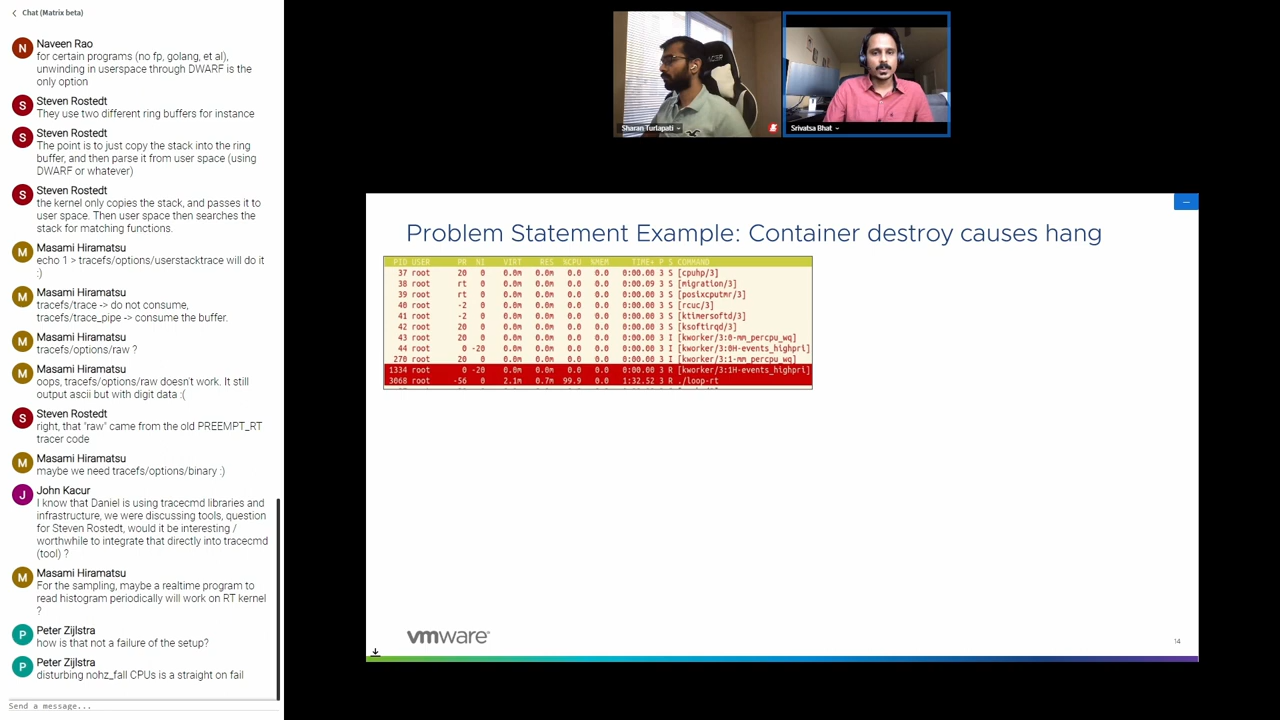 Chat (Matrix beta)
Naveen Rao
for certain programs (no fp, golang, et al),
unwinding in userspace through DWARF is the
only option
Steven Rostedt
They use two different ring buffers for instance
Steven Rostedt
The point is to just copy the stack into the ring
buffer, and then parse it from user space (using
DWARF or whatever)
Steven Rostedt
the kernel only copies the stack, and passes it to
user space. Then user space then searches the
stack for matching functions.
Masami Hiramatsu
echo 1 > tracefs/options/userstacktrace will do it
:)
Masami Hiramatsu
tracefs/trace -> do not consume,
tracefs/trace_pipe -> consume the buffer.
Masami Hiramatsu
tracefs/options/raw ?
Masami Hiramatsu
oops, tracefs/options/raw doesn't work. It still
output ascii but with digit data :(
Steven Rostedt
right, that "raw" came from the old PREEMPT_RT
tracer code
Masami Hiramatsu
maybe we need tracefs/options/binary :)
John Kacur
I know that Daniel is using tracecmd libraries and
infrastructure, we were discussing tools, question
for Steven Rostedt, would it be interesting /
worthwhile to integrate that directly into tracecmd
(tool) ?
Masami Hiramatsu
For the sampling, maybe a realtime program to
read histogram periodically will work on RT kernel
?
Peter Zijlstra
how is that not a failure of the setup?
Peter Zijlstra
disturbing nohz_fall CPUs is a straight on fail
Send a message...
Sharan Turlapati
Srivatsa Bhat
Problem Statement Example: Container destroy causes hang
PID USER PR NI VIRT RES %CPU %MEM TIME+ P S COMMAND
37 root 20 0 0.0m 0.0m 0.0 0.0 0:00.00 3 S [cpuhp/3]
38 root rt 0 0.0m 0.0m 0.0 0.0 0:00.09 3 S [migration/3]
39 root rt 0 0.0m 0.0m 0.0 0.0 0:00.00 3 S [posixcputmr/3]
40 root -2 0 0.0m 0.0m 0.0 0.0 0:00.00 3 S [rcuc/3]
41 root -2 0 0.0m 0.0m 0.0 0.0 0:00.00 3 S [ktimersoftd/3]
42 root 20 0 0.0m 0.0m 0.0 0.0 0:00.00 3 S [ksoftirqd/3]
43 root 20 0 0.0m 0.0m 0.0 0.0 0:00.00 3 I [kworker/3:0-mm_percpu_wq]
44 root 0 -20 0.0m 0.0m 0.0 0.0 0:00.00 3 I [kworker/3:0H-events_highpri]
270 root 20 0 0.0m 0.0m 0.0 0.0 0:00.00 3 I [kworker/3:1-mm_percpu_wq]
1334 root 0 -20 0.0m 0.0m 0.0 0.0 0:00.00 3 R [kworker/3:1H-events_highpri]
3068 root -56 0 2.1m 0.7m 99.9 0.0 1:32.52 3 R ./loop-rt
vmware
14